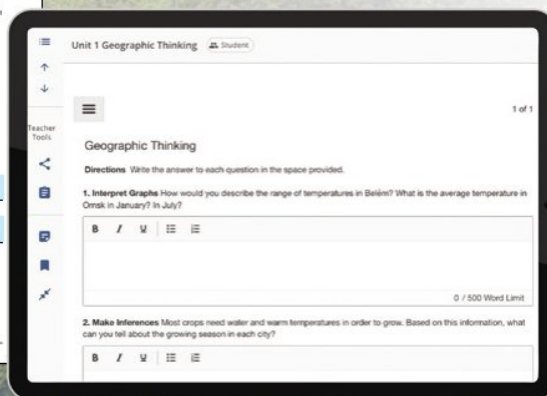 Unit 1 Geographic Thinking
Student
Teacher
Tools
1 of 1
Geographic Thinking
Directions Write the answer to each question in the space provided.
1. Interpret Graphs How would you describe the range of temperatures in Belém? What is the average temperature in
Omsk in January? In July?
B I U
0 / 500 Word Limit
2. Make Inferences Most crops need water and warm temperatures in order to grow. Based on this information, what
can you tell about the growing season in each city?
B I U